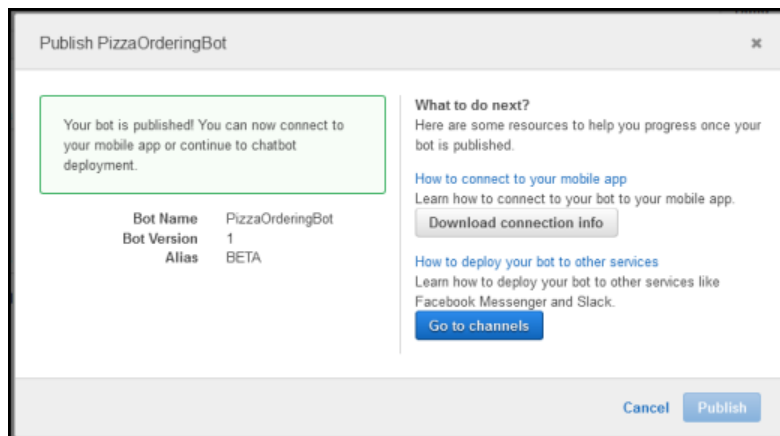 Publish PizzaOrderingBot
Your bot is published! You can now connect to
your mobile app or continue to chatbot
deployment.
Bot Name PizzaOrderingBot
Bot Version 1
Alias BETA
What to do next?
Here are some resources to help you progress once your
bot is published.
How to connect to your mobile app
Learn how to connect to your bot to your mobile app.
Download connection info
How to deploy your bot to other services
Learn how to deploy your bot to other services like
Facebook Messenger and Slack.
Go to channels
Cancel Publish